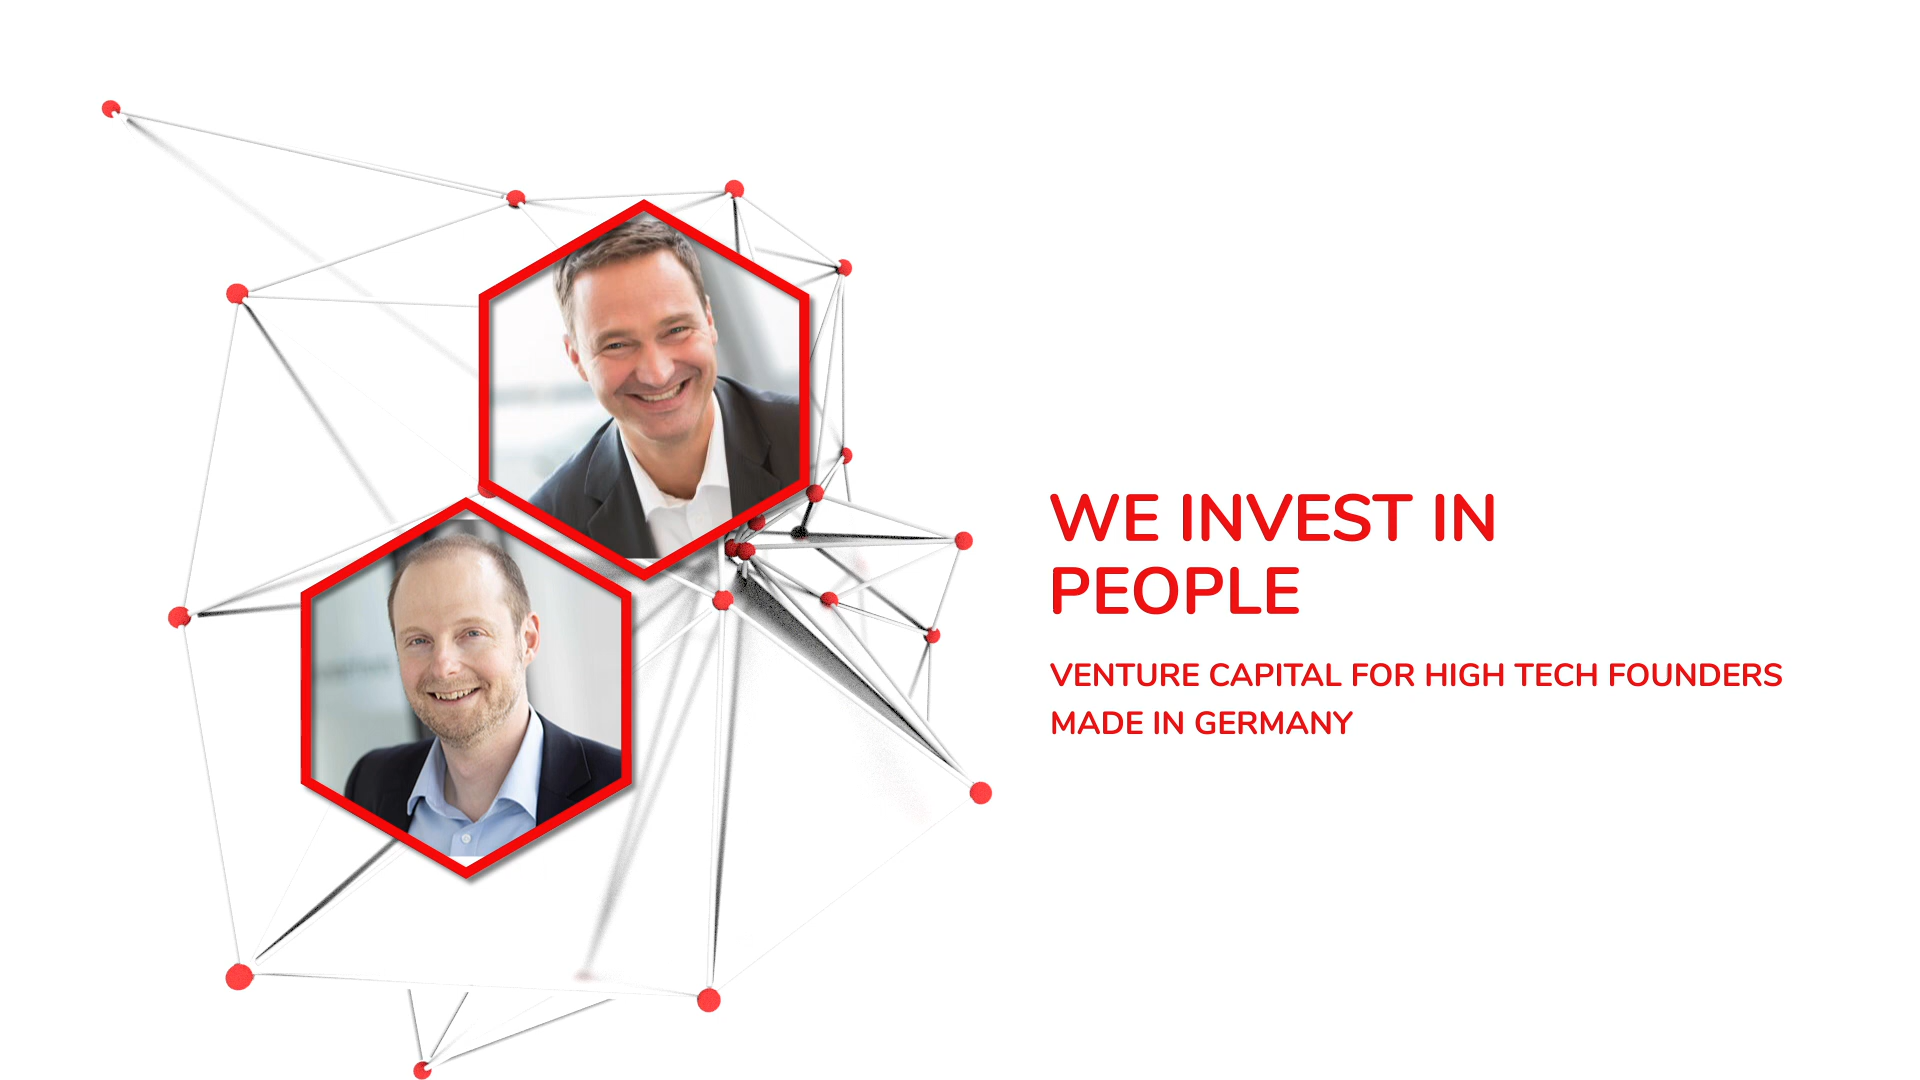 WE INVEST IN
PEOPLE
VENTURE CAPITAL FOR HIGH TECH FOUNDERS
MADE IN GERMANY